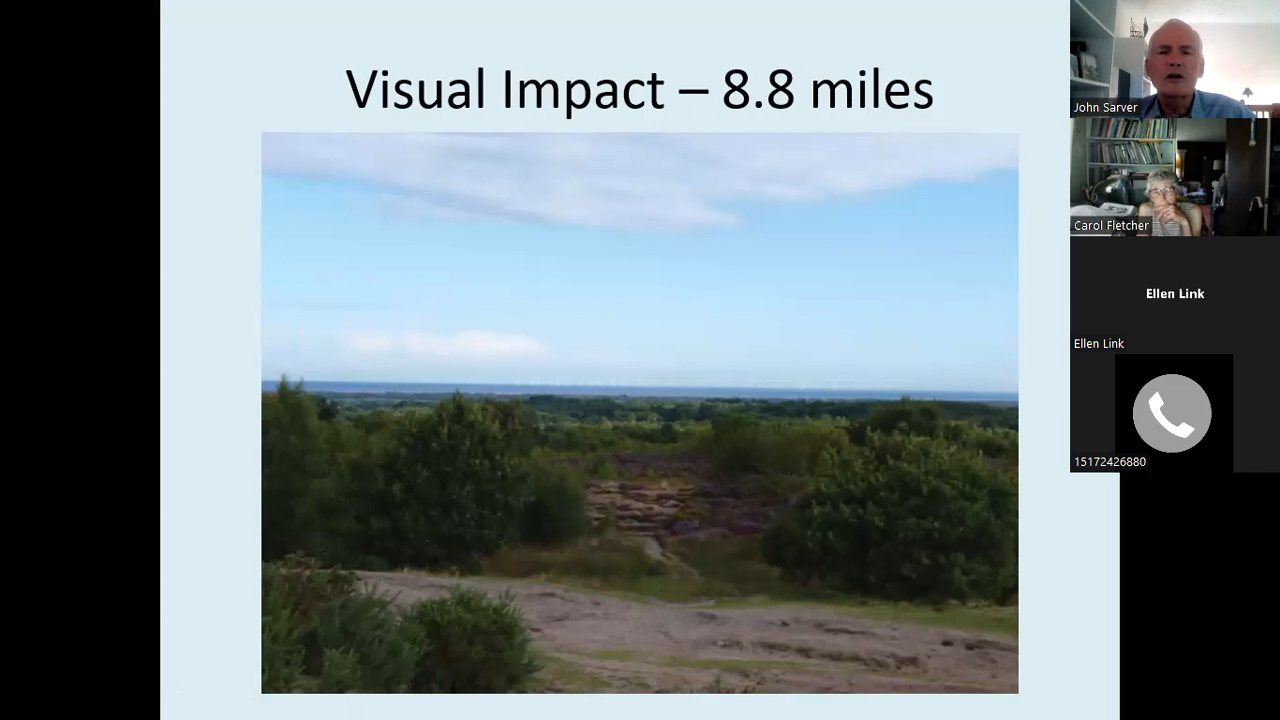 Visual Impact – 8.8 miles
John Sarver
Carol Fletcher
Ellen Link
Ellen Link
15172426880